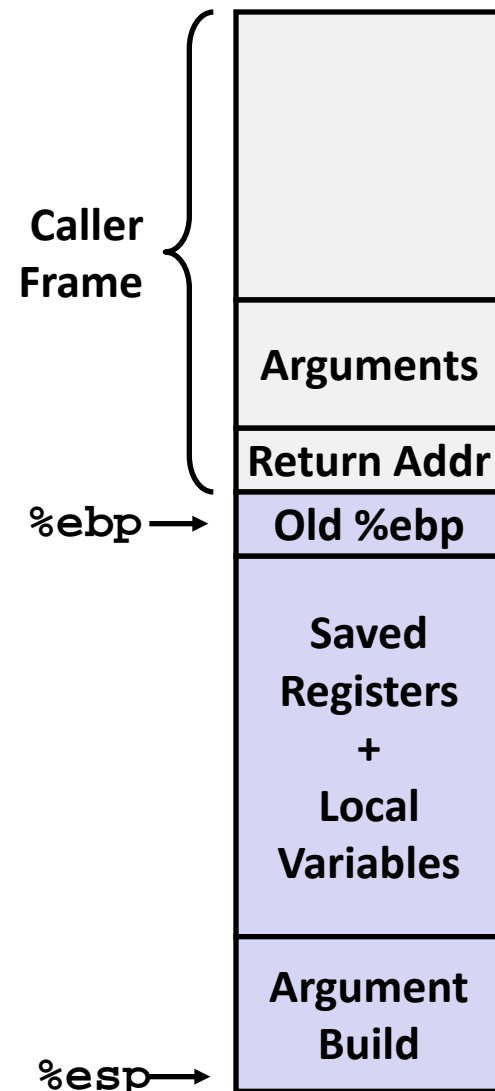 Caller
Frame
Arguments
Return Addr
%ebp
Old %ebp
Saved
Registers
+
Local
Variables
Argument
Build
%esp